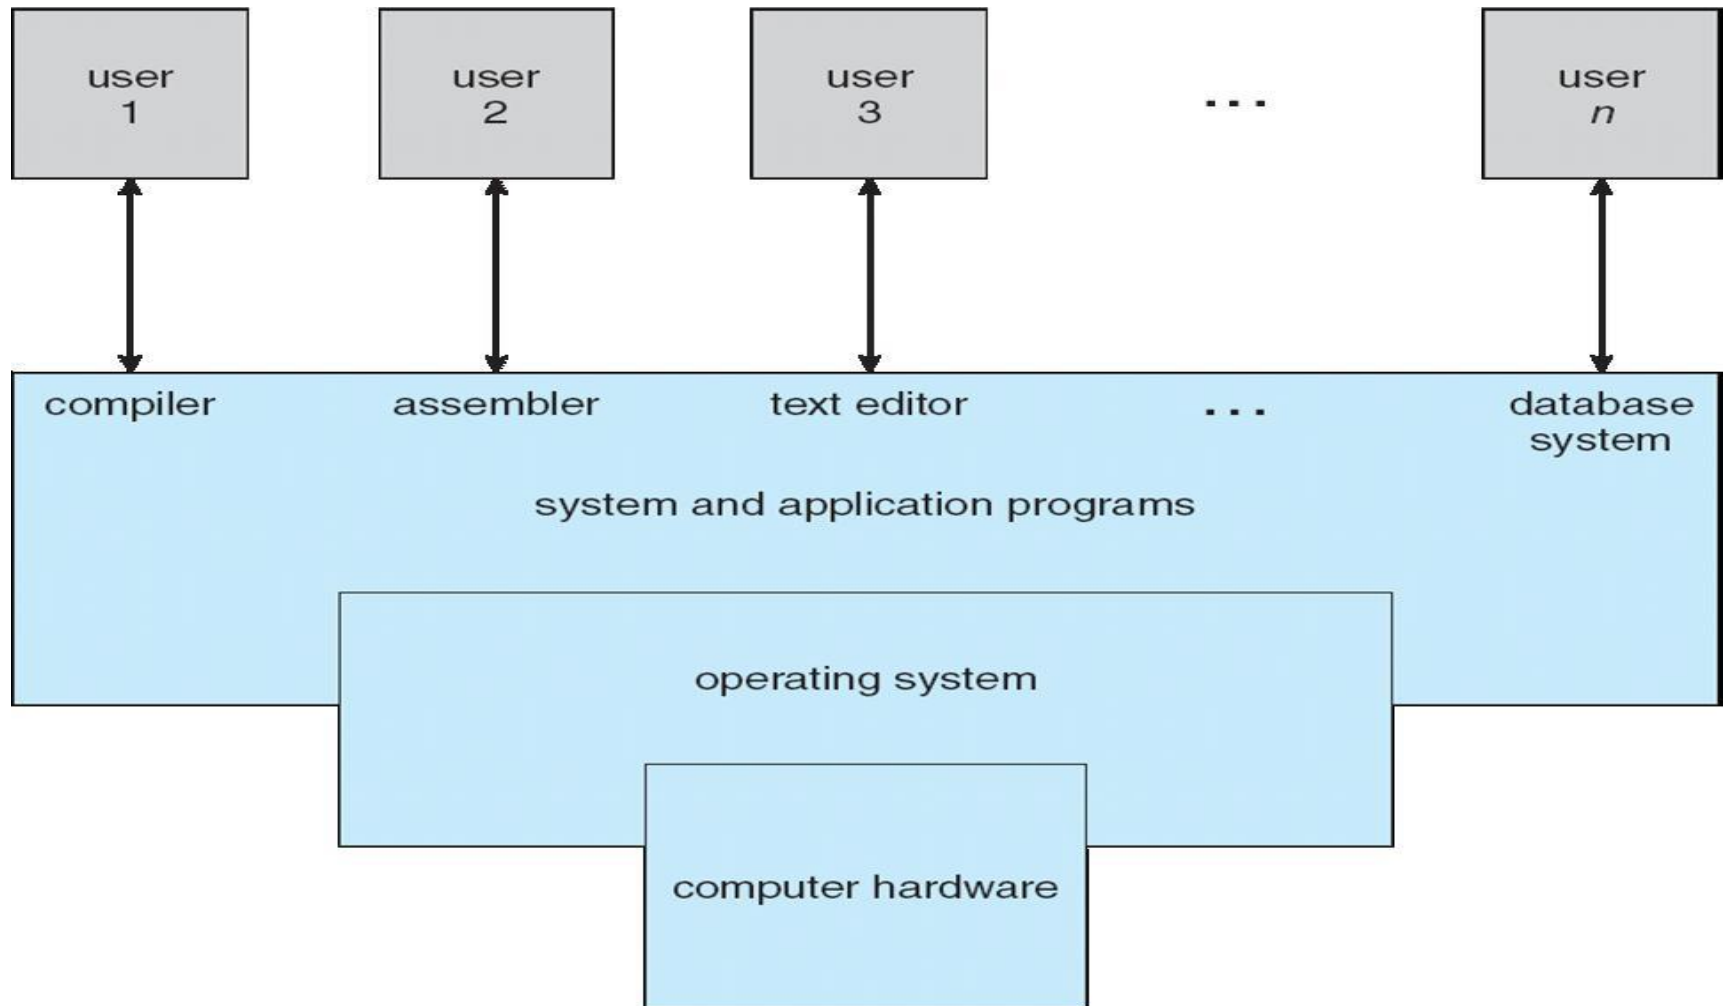 user
1
user
2
user
3
...
user
n
compiler
assembler
text editor
...
database
system
system and application programs
operating system
computer hardware